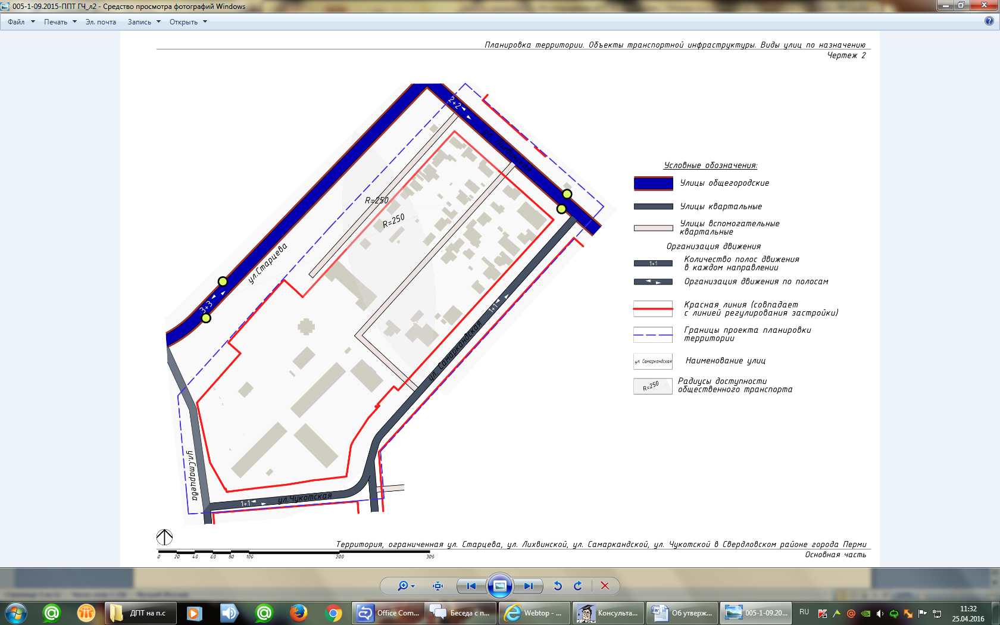 005-1-09.2015-ППТ ГЧ_л2 - Средство просмотра фотографий Windows
Файл Печать Эл. почта Запись Открыть
Планировка территории. Объекты транспортной инфраструктуры. Виды улиц по назначению
Чертеж 2
2+2
ул. Лихвинская
R=250
R=250
ул.Старцева
3+3
1+1
ул. Самаркандская
ул.Старцева
1+1
ул.Чукотская
Условные обозначения:
Улицы общегородские
Улицы квартальные
Улицы вспомогательные
квартальные
Организация движения
1+1
Количество полос движения
в каждом направлении
Организация движения по полосам
Красная линия (совпадает
с линией регулирования застройки)
Границы проекта планировки
территории
ул. Самаркандская
Наименование улиц
R=250
Радиусы доступности
общественного транспорта
Территория, ограниченная ул. Старцева, ул. Лихвинской, ул. Самаркандской, ул. Чукотской в Свердловском районе города Перми
Основная часть
0 20 40 60 80 100 200 300
ДПТ на п.с
Office Com...
Беседа с п...
Webtop - ...
Консульта...
Об утверж...
005-1-09.20...
RU
11:32
25.04.2016